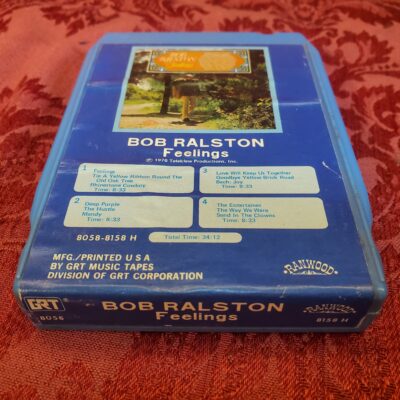 BOB RALSTON
Feelings
℗ 1976 Teleklew Productions, Inc.
1
Feelings
Tie A Yellow Ribbon Round The
Old Oak Tree
Rhinestone Cowboy
Time: 8:33
2
Deep Purple
The Hustle
Mandy
Time: 8:33
3
Love Will Keep Us Together
Goodbye Yellow Brick Road
Bach: Joy
Time: 8:33
4
The Entertainer
The Way We Were
Send In The Clowns
Time: 8:33
8058-8158 H
Total Time: 34:12
MFG./PRINTED U S A
BY GRT MUSIC TAPES
DIVISION OF GRT CORPORATION
RANWOOD
GRT
8058
BOB RALSTON
Feelings
RANWOOD
8158 H